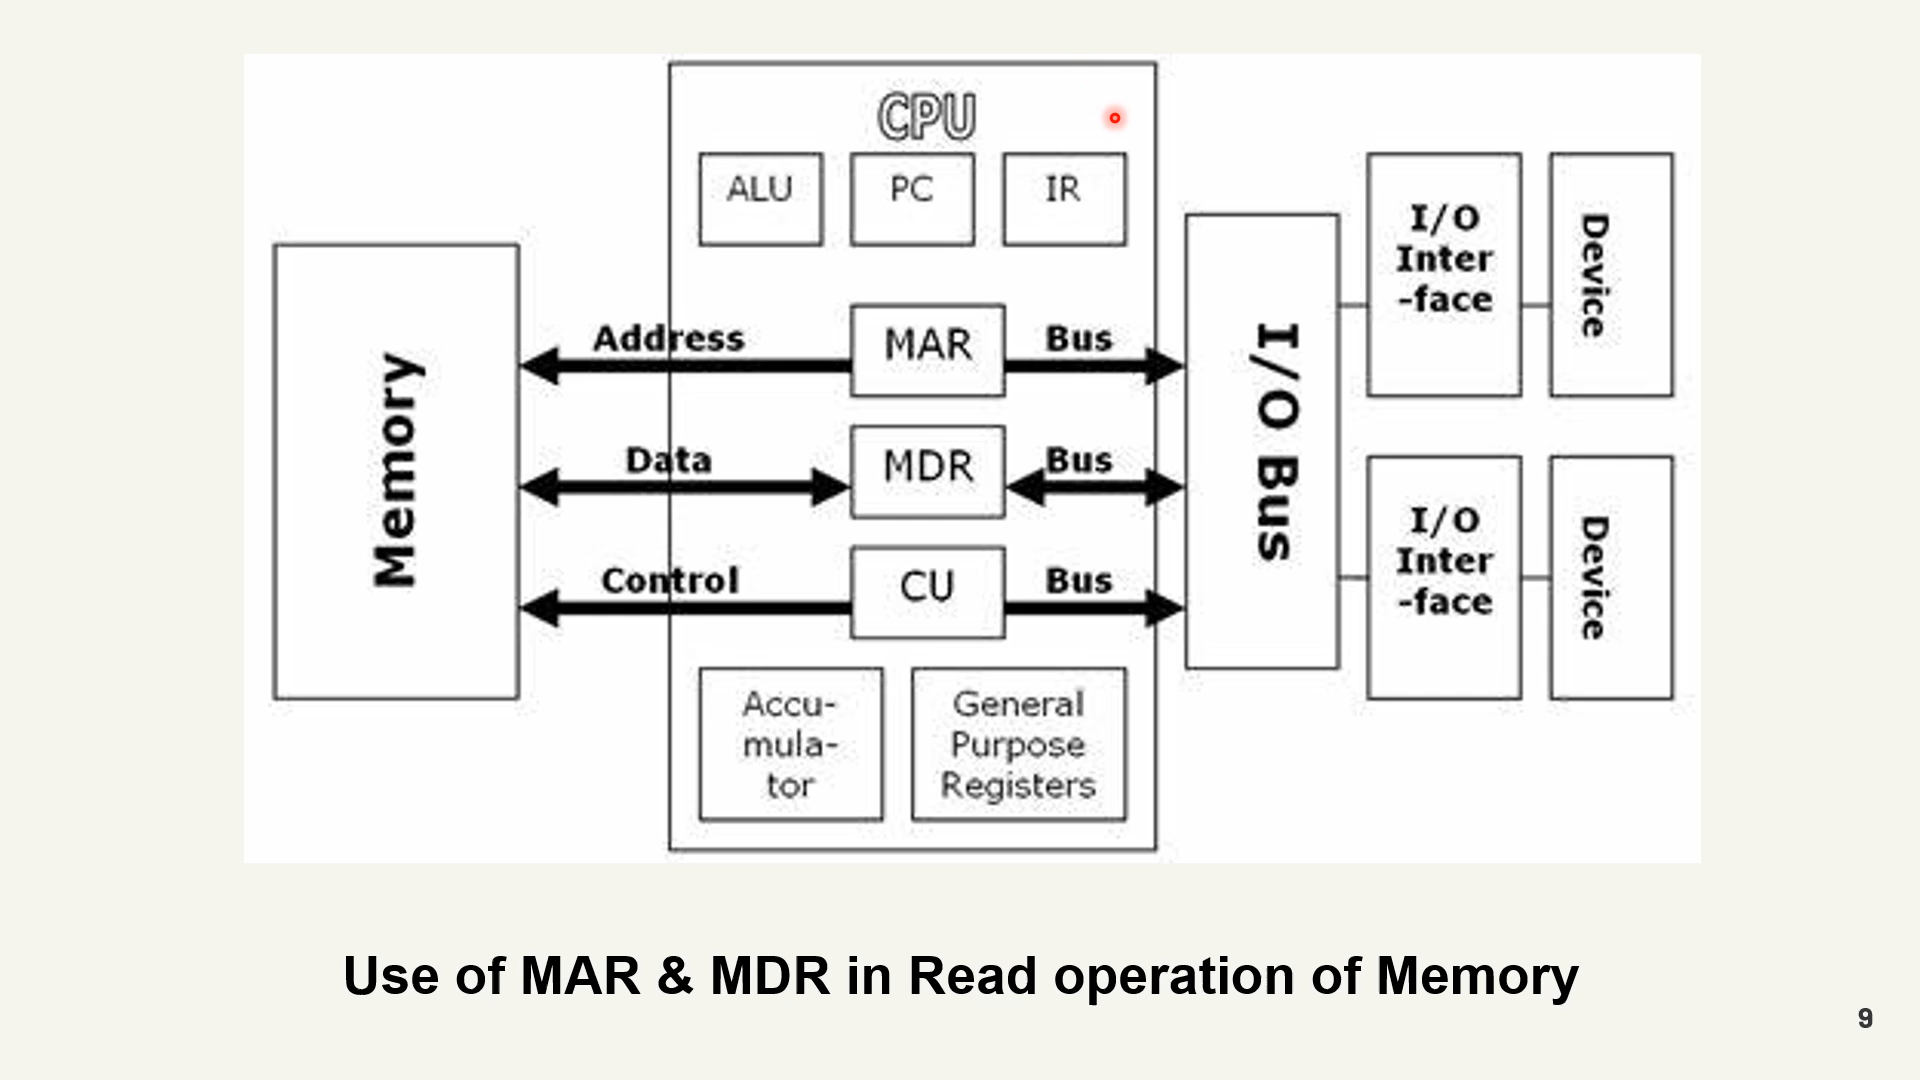 CPU
ALU
PC
IR
Memory
Address
MAR
Bus
Data
MDR
Bus
Control
CU
Bus
Accu-
mula-
tor
General
Purpose
Registers
I/O Bus
I/O
Inter
-face
Device
I/O
Inter
-face
Device
Use of MAR & MDR in Read operation of Memory
9